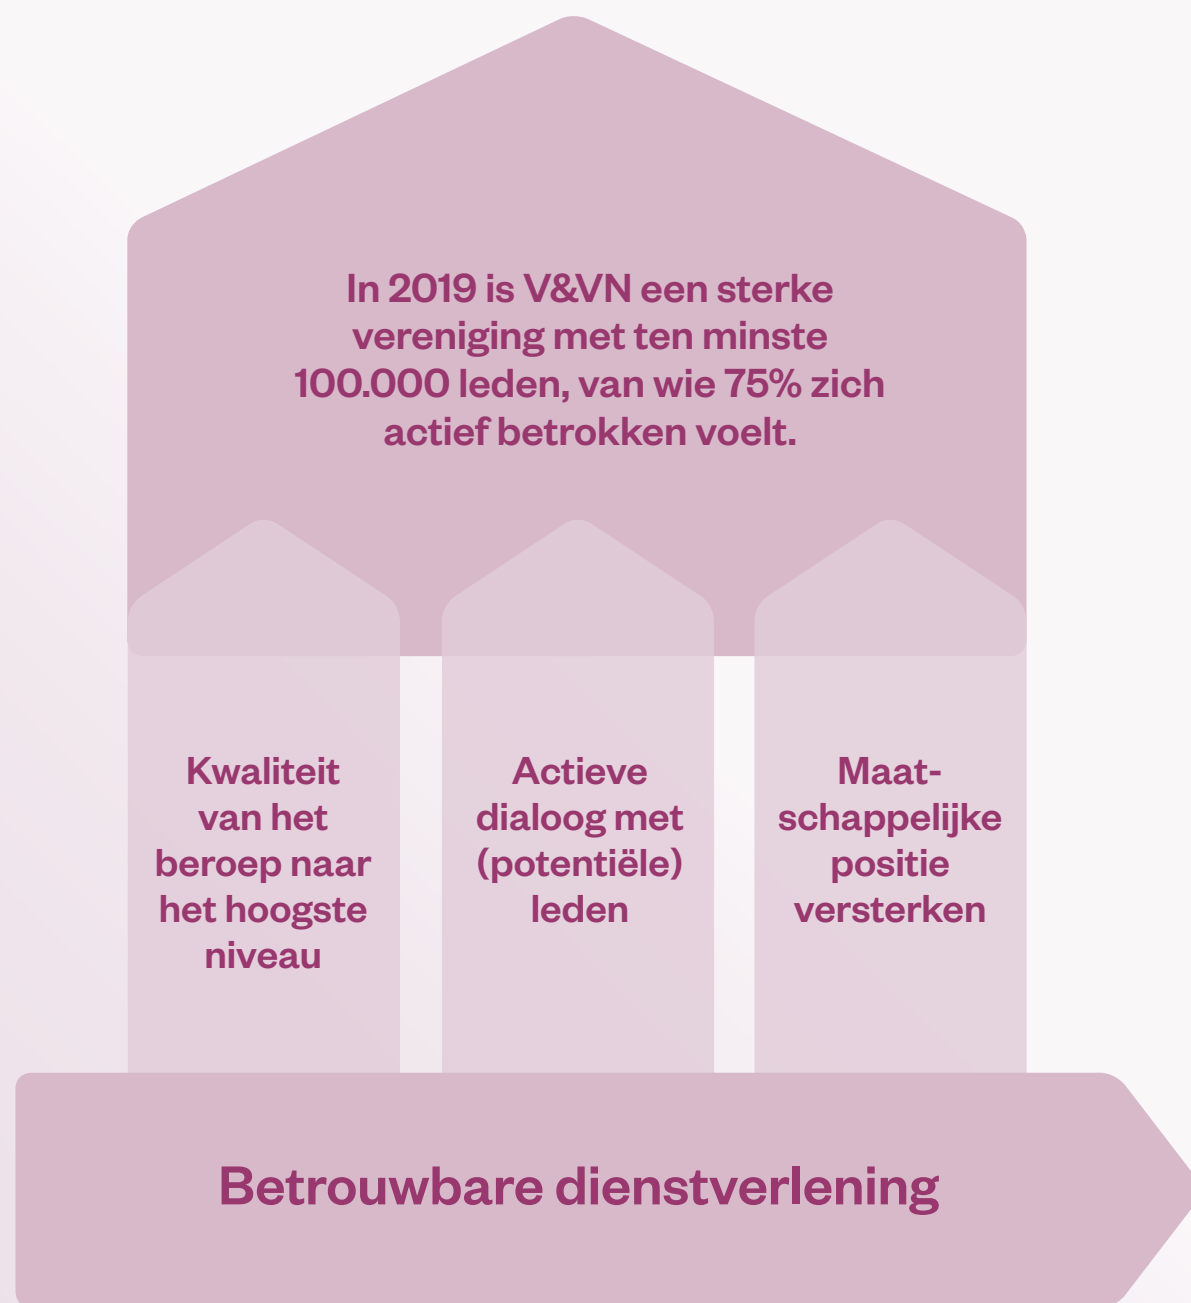 In 2019 is V&VN een sterke
vereniging met ten minste
100.000 leden, van wie 75% zich
actief betrokken voelt.
Kwaliteit
van het
beroep naar
het hoogste
niveau
Actieve
dialoog met
(potentiële)
leden
Maat-
schappelijke
positie
versterken
Betrouwbare dienstverlening